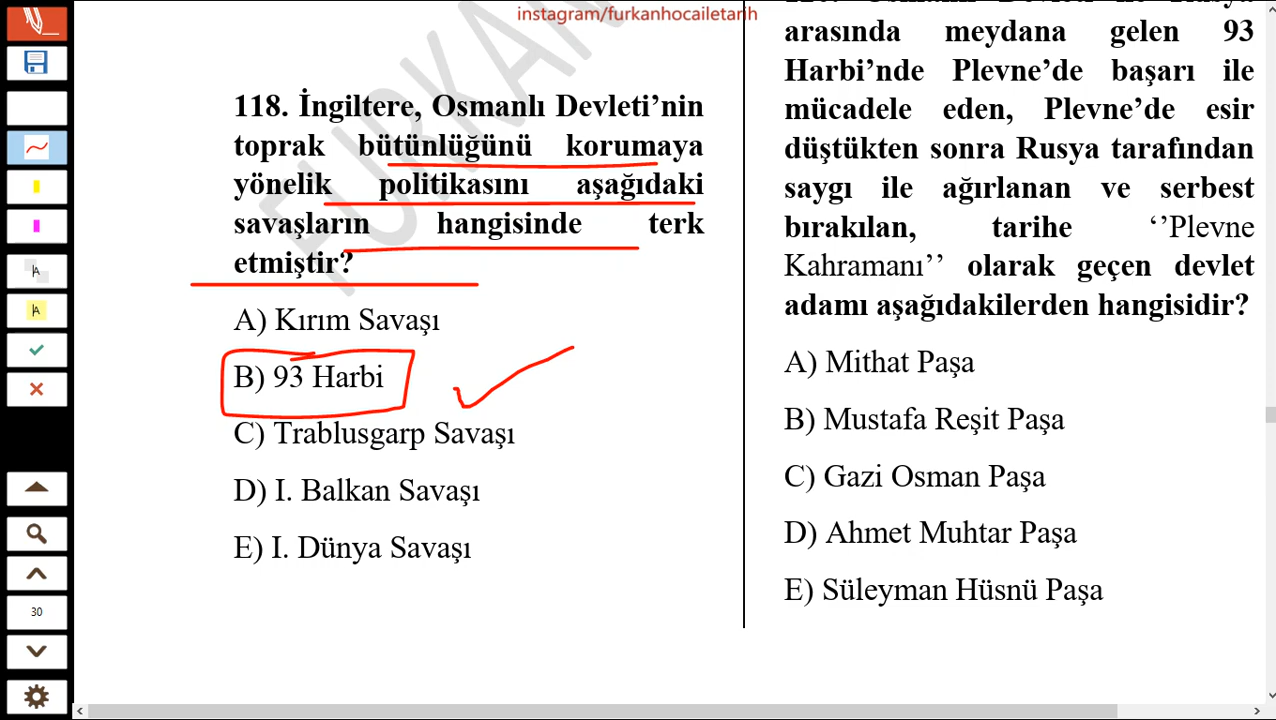 instagram/furkanhocailetarih
FURKAN
118. İngiltere, Osmanlı Devleti’nin
toprak bütünlüğünü korumaya
yönelik politikasını aşağıdaki
savaşların hangisinde terk
etmiştir?
A) Kırım Savaşı
B) 93 Harbi
C) Trablusgarp Savaşı
D) I. Balkan Savaşı
E) I. Dünya Savaşı
arasında meydana gelen 93
Harbi’nde Plevne’de başarı ile
mücadele eden, Plevne’de esir
düştükten sonra Rusya tarafından
saygı ile ağırlanan ve serbest
bırakılan, tarihe ‘’Plevne
Kahramanı’’ olarak geçen devlet
adamı aşağıdakilerden hangisidir?
A) Mithat Paşa
B) Mustafa Reşit Paşa
C) Gazi Osman Paşa
D) Ahmet Muhtar Paşa
E) Süleyman Hüsnü Paşa
30